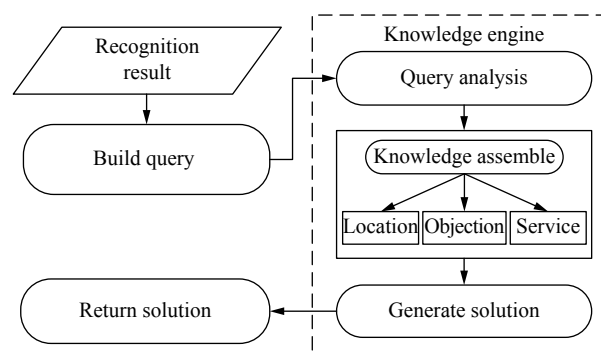 Recognition
result
Build query
Knowledge engine
Query analysis
Knowledge assemble
Location
Objection
Service
Generate solution
Return solution